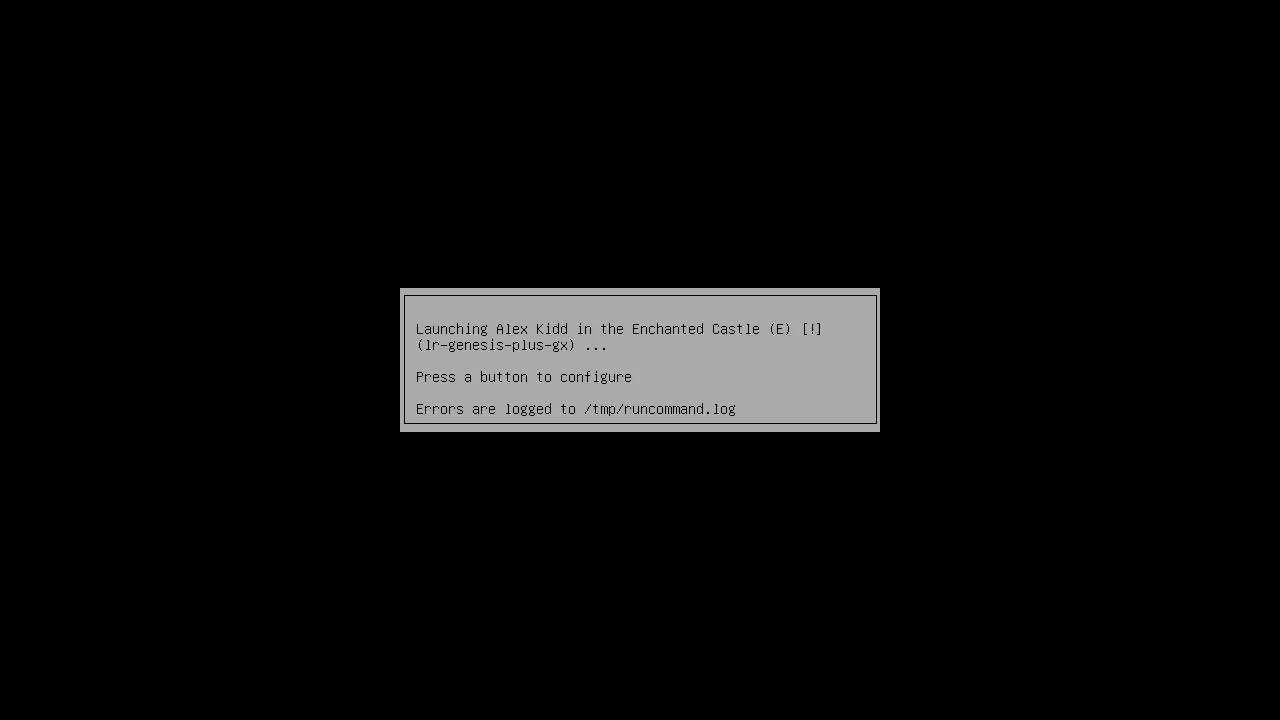 Launching Alex Kidd in the Enchanted Castle (E) [!]
(lr-genesis-plus-gx) ...
Press a button to configure
Errors are logged to /tmp/runcommand.log